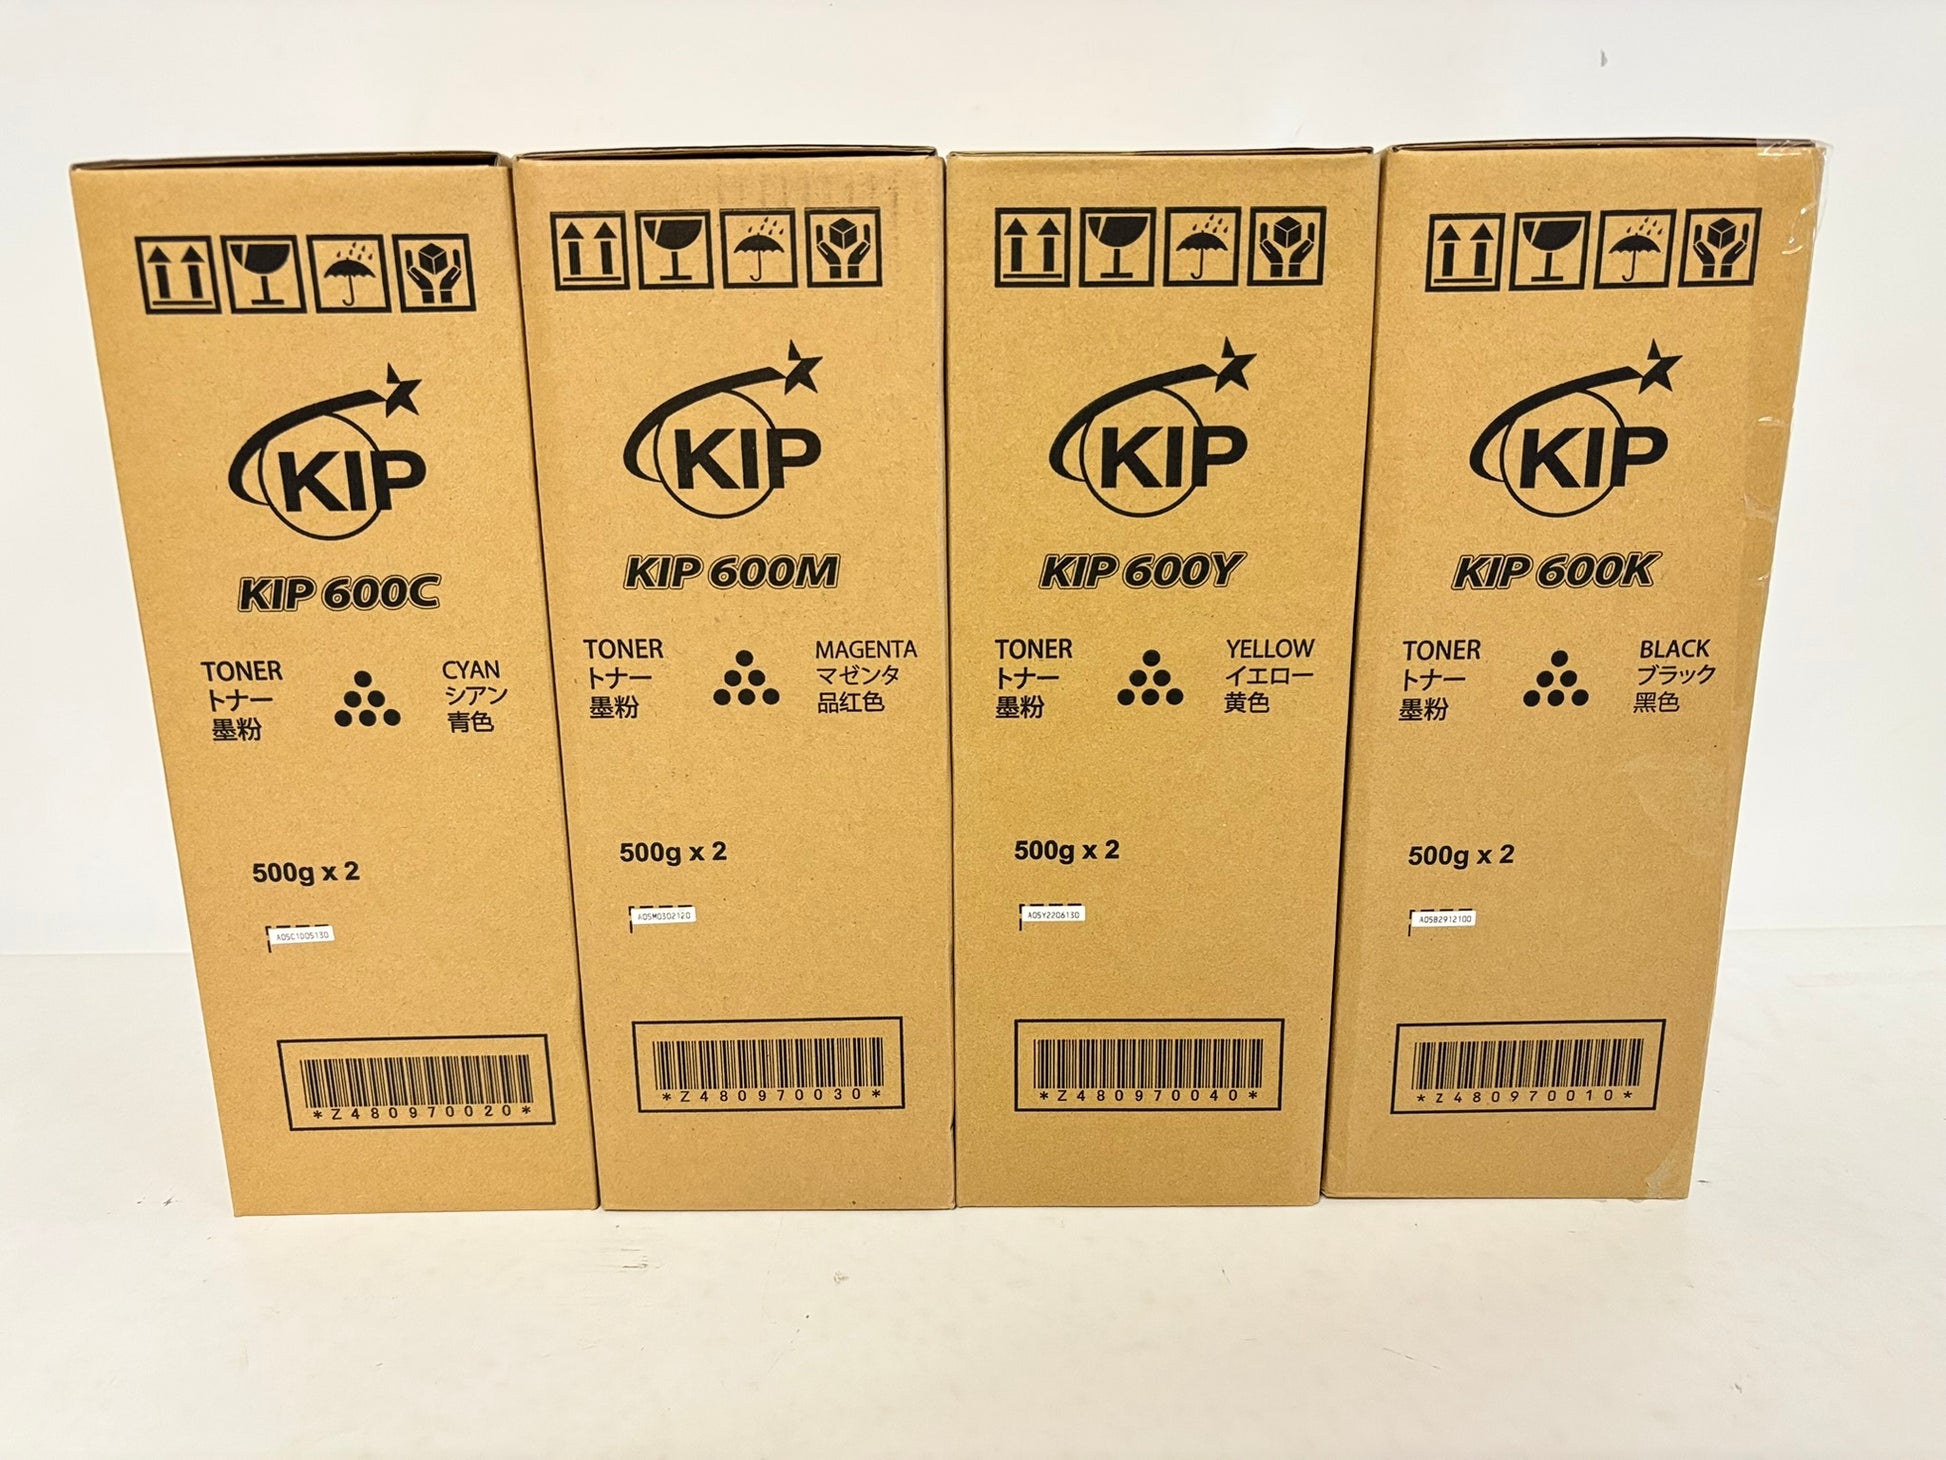 KIP
KIP 600C
TONER
トナー
墨粉
CYAN
シアン
青色
500g x 2
A05C1005130
*Z480970020*
KIP
KIP 600M
TONER
トナー
墨粉
MAGENTA
マゼンタ
品红色
500g x 2
A05M0302120
*Z480970030*
KIP
KIP 600Y
TONER
トナー
墨粉
YELLOW
イエロー
黄色
500g x 2
A05Y2206130
*Z480970040*
KIP
KIP 600K
TONER
トナー
墨粉
BLACK
ブラック
黑色
500g x 2
A05B2912100
*Z480970010*